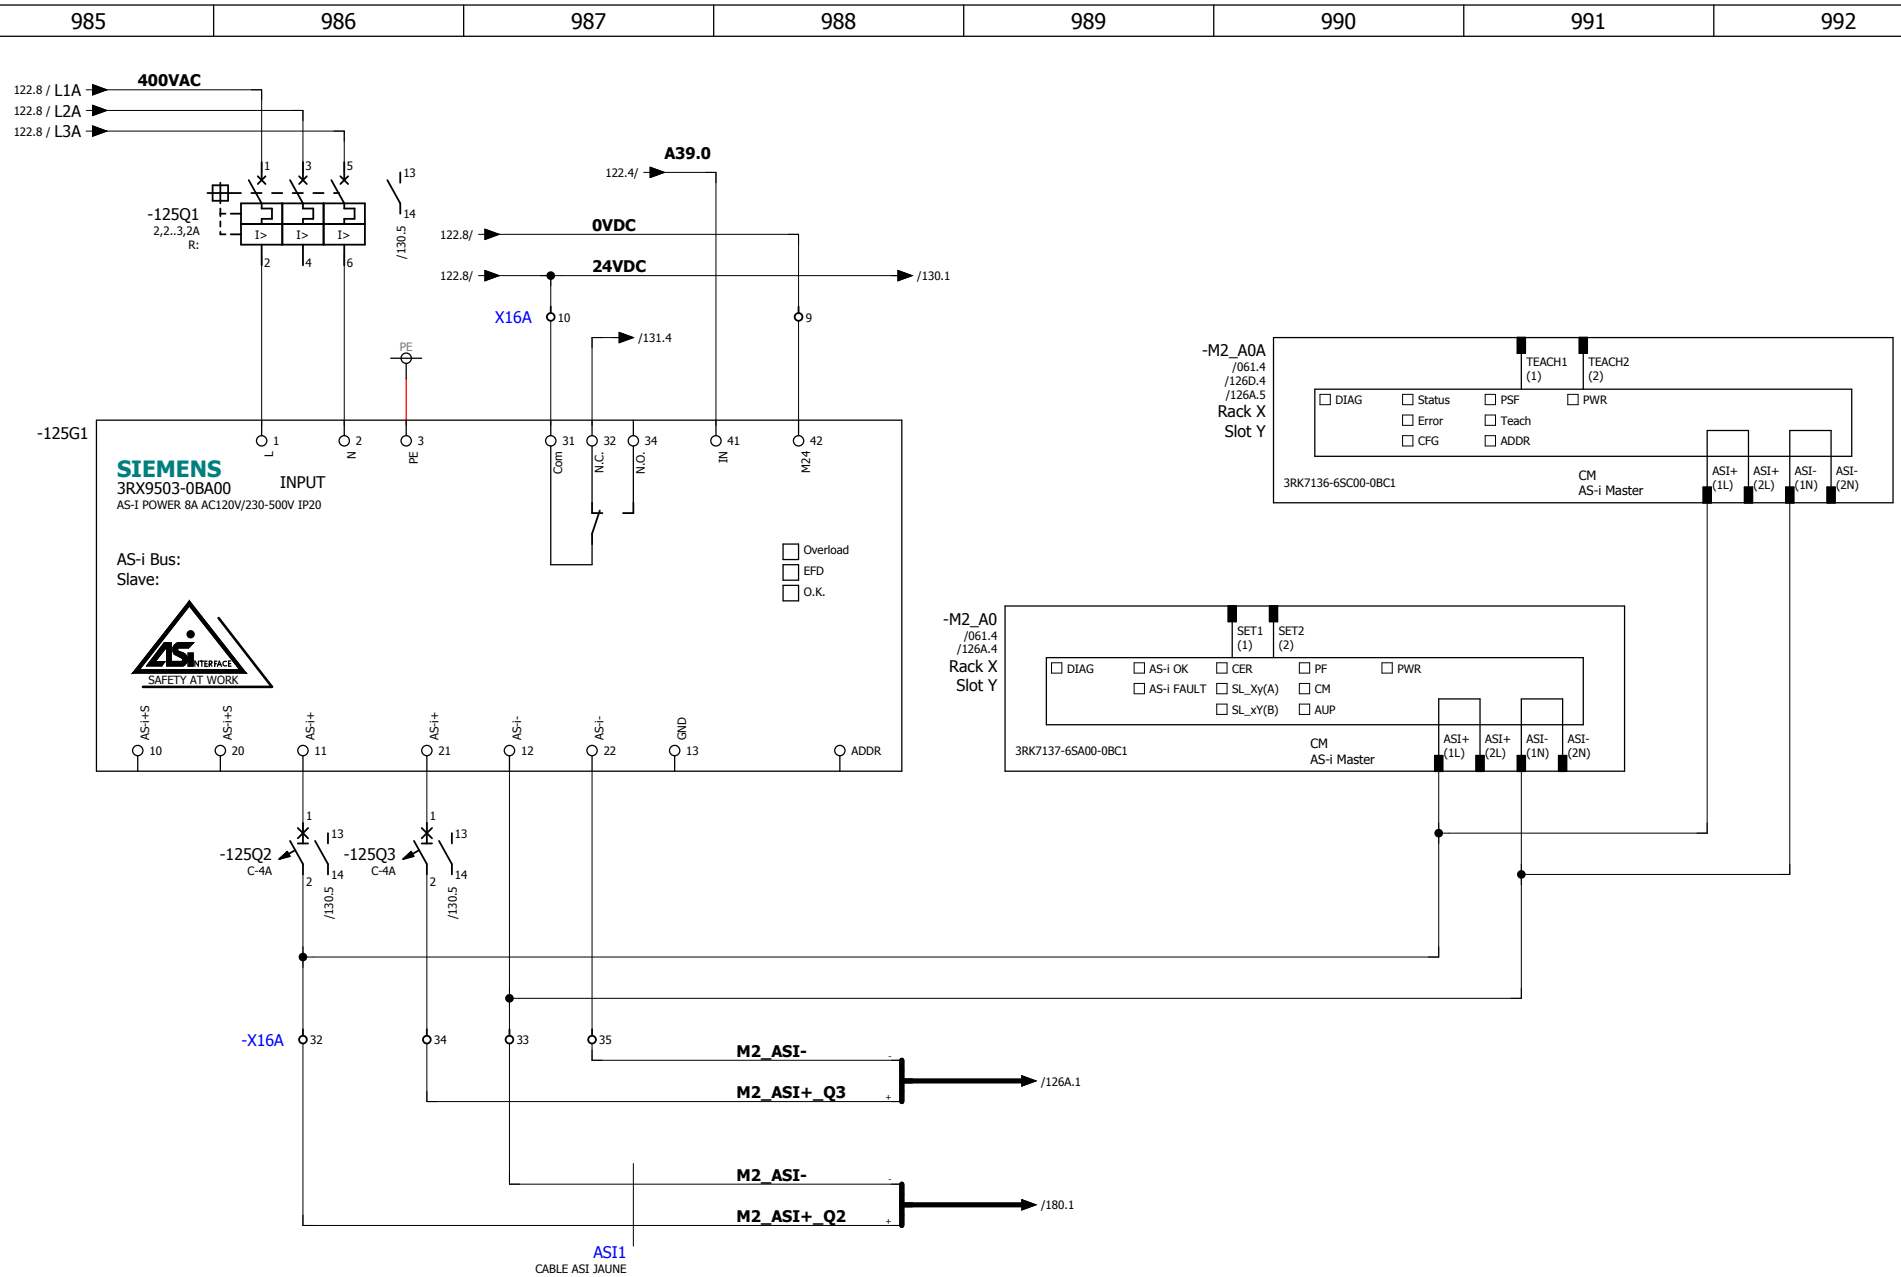 985 986 987 988 989 990 991 992
122.8 / L1A 400VAC
122.8 / L2A
122.8 / L3A
1 3 5 13
A39.0
122.4/
-125Q1
2,2..3,2A
R:
14
I> I> I>
/130.5
2 4 6
122.8/ 0VDC
122.8/ 24VDC /130.1
X16A 10 9
/131.4
PE
-125G1
1 2 3 31 32 34 41 42
L N PE Com N.C. N.O. IN M24
SIEMENS
3RX9503-0BA00
INPUT
AS-I POWER 8A AC120V/230-500V IP20
AS-i Bus:
Slave:
Overload
EFD
O.K.
ASi
INTERFACE
SAFETY AT WORK
AS-i+S AS-i+S AS-i+ AS-i+ AS-i- AS-i- GND
10 20 11 21 12 22 13 ADDR
-M2_A0A
/061.4
/126D.4
/126A.5
Rack X
Slot Y
TEACH1 TEACH2
(1) (2)
DIAG Status PSF PWR
Error Teach
CFG ADDR
3RK7136-6SC00-0BC1
CM
AS-i Master
ASI+ ASI+ ASI- ASI-
(1L) (2L) (1N) (2N)
-M2_A0
/061.4
/126A.4
Rack X
Slot Y
SET1 SET2
(1) (2)
DIAG AS-i OK CER PF PWR
AS-i FAULT SL_Xy(A) CM
SL_xY(B) AUP
3RK7137-6SA00-0BC1
CM
AS-i Master
ASI+ ASI+ ASI- ASI-
(1L) (2L) (1N) (2N)
1 13 1 13
-125Q2 -125Q3
C-4A C-4A
2 14 2 14
/130.5 /130.5
-X16A 32 34 33 35
M2_ASI- -
/126A.1
M2_ASI+_Q3 +
M2_ASI- -
/180.1
M2_ASI+_Q2 +
ASI1
CABLE ASI JAUNE